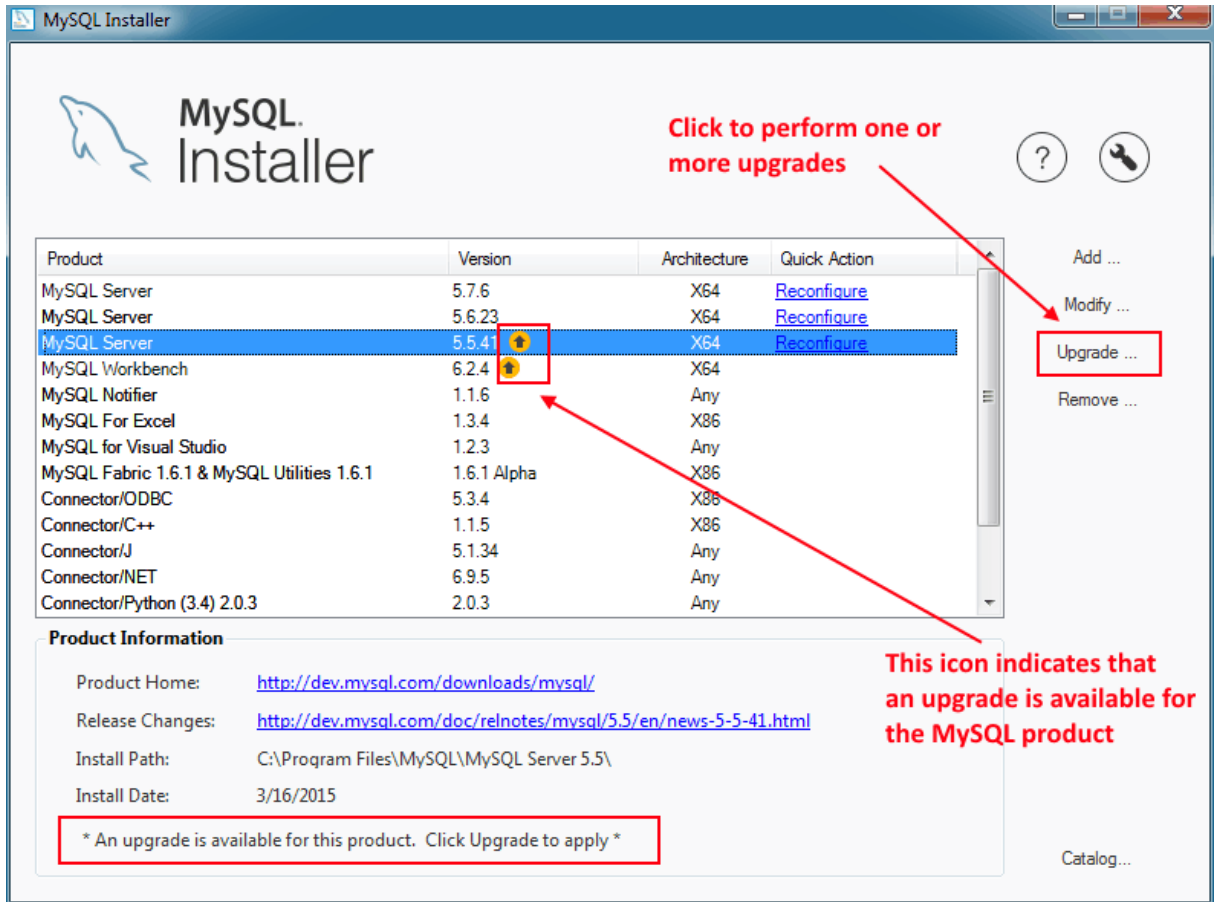 MySQL Installer
MySQL.
Installer
Click to perform one or
more upgrades
?
Product Version Architecture Quick Action
MySQL Server 5.7.6 X64 Reconfigure
MySQL Server 5.6.23 X64 Reconfigure
MySQL Server 5.5.41 X64 Reconfigure
MySQL Workbench 6.2.4 X64
MySQL Notifier 1.1.6 Any
MySQL For Excel 1.3.4 X86
MySQL for Visual Studio 1.2.3 Any
MySQL Fabric 1.6.1 & MySQL Utilities 1.6.1 1.6.1 Alpha X86
Connector/ODBC 5.3.4 X86
Connector/C++ 1.1.5 X86
Connector/J 5.1.34 Any
Connector/NET 6.9.5 Any
Connector/Python (3.4) 2.0.3 2.0.3 Any
Add ...
Modify ...
Upgrade ...
Remove ...
Product Information
Product Home: http://dev.mysql.com/downloads/mysql/
Release Changes: http://dev.mysql.com/doc/relnotes/mysql/5.5/en/news-5-5-41.html
Install Path: C:\Program Files\MySQL\MySQL Server 5.5\
Install Date: 3/16/2015
* An upgrade is available for this product. Click Upgrade to apply *
This icon indicates that
an upgrade is available for
the MySQL product
Catalog...